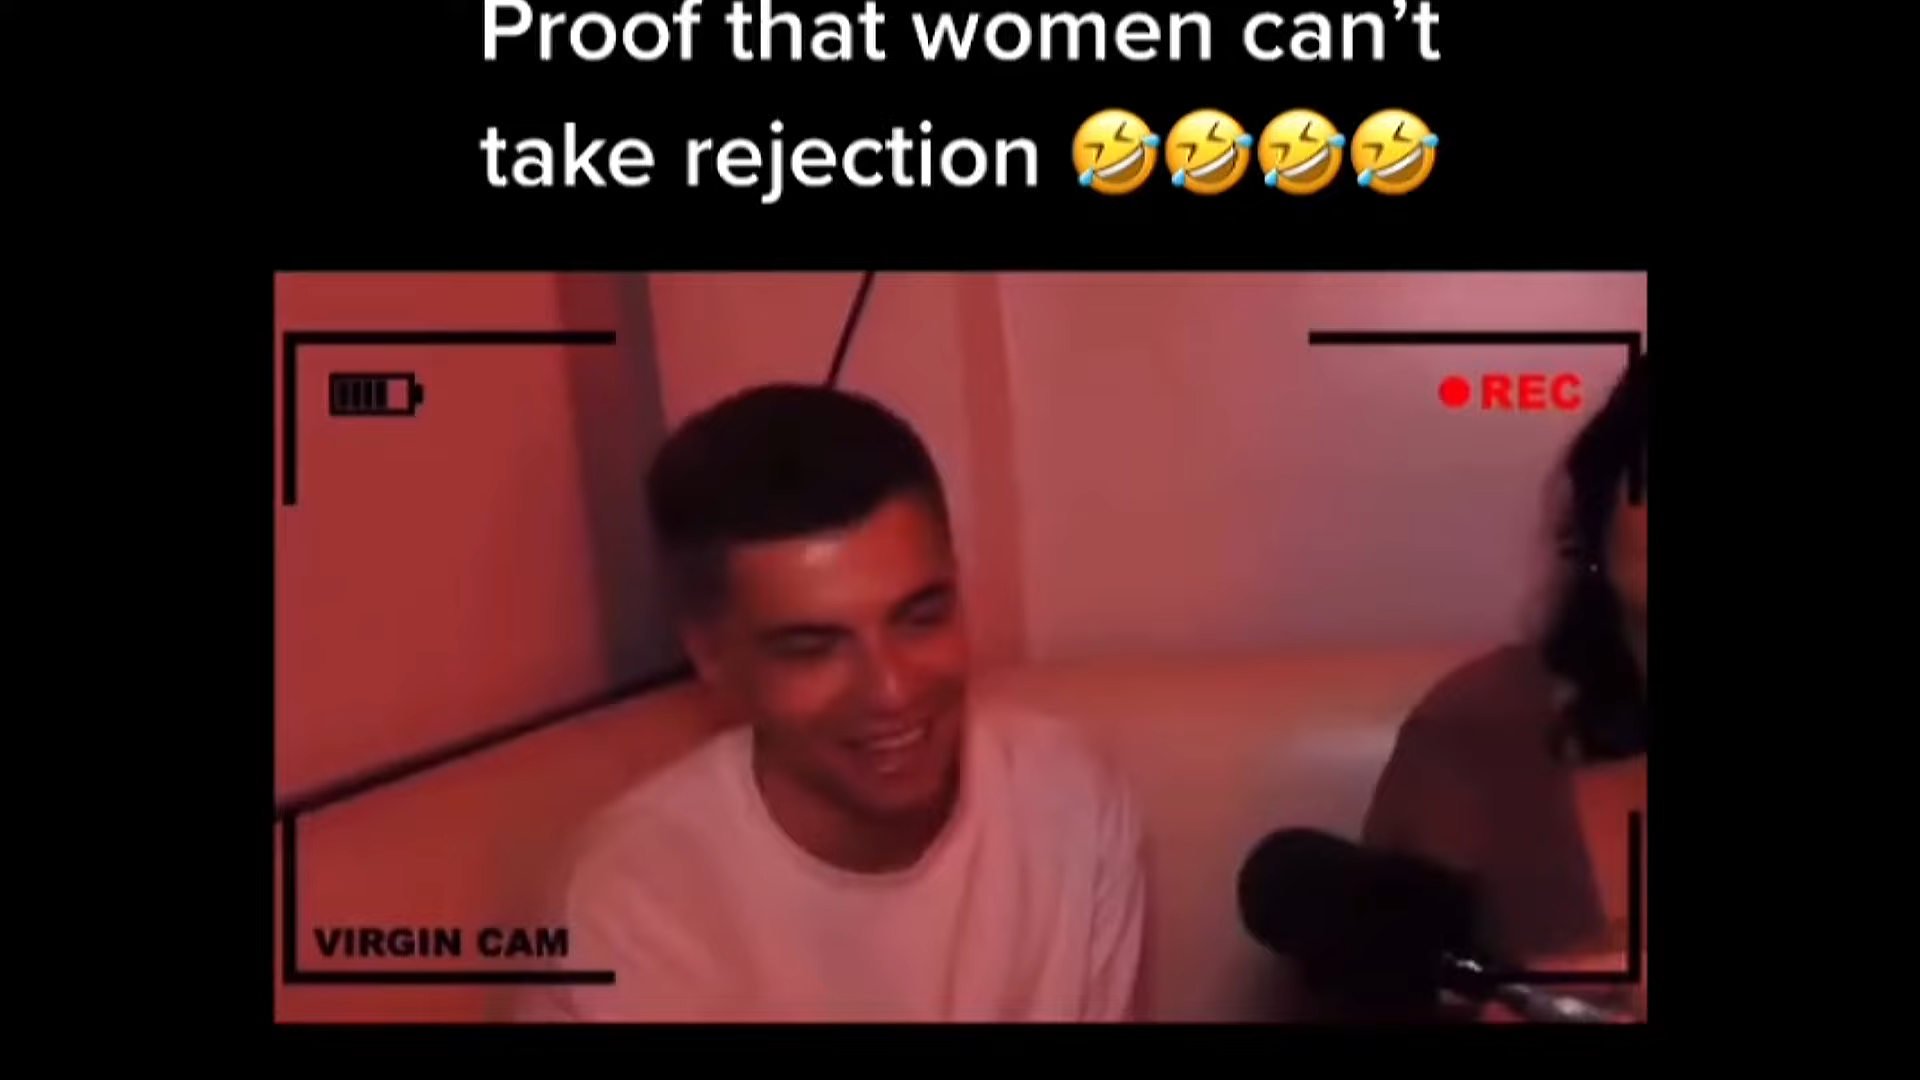 Proof that women can’t
take rejection 🤣🤣🤣🤣
REC
VIRGIN CAM